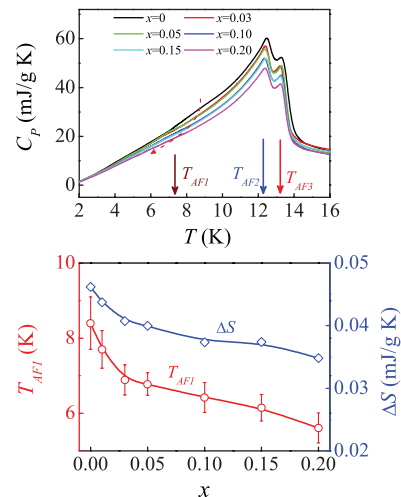 x=0 x=0.03
x=0.05 x=0.10
x=0.15 x=0.20
60
40
20
0
C_P (mJ/g K)
T_AF1 T_AF2 T_AF3
2 4 6 8 10 12 14 16
T (K)
10
8
6
T_AF1 (K)
0.05
0.04
0.03
0.02
ΔS (mJ/g K)
ΔS
T_AF1
0.00 0.05 0.10 0.15 0.20
x